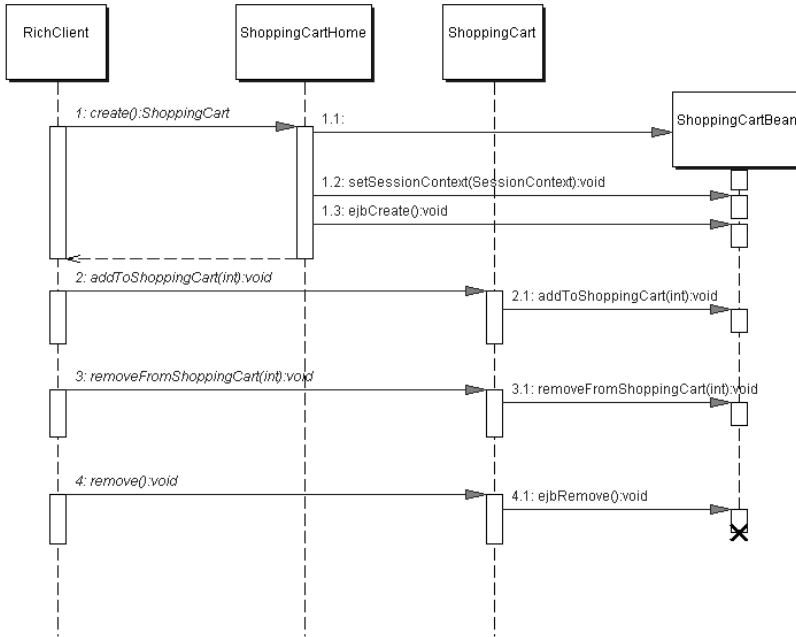 RichClient
ShoppingCartHome
ShoppingCart
ShoppingCartBean
1: create():ShoppingCart
1.1:
1.2: setSessionContext(SessionContext):void
1.3: ejbCreate():void
2: addToShoppingCart(int):void
2.1: addToShoppingCart(int):void
3: removeFromShoppingCart(int):void
3.1: removeFromShoppingCart(int):void
4: remove():void
4.1: ejbRemove():void